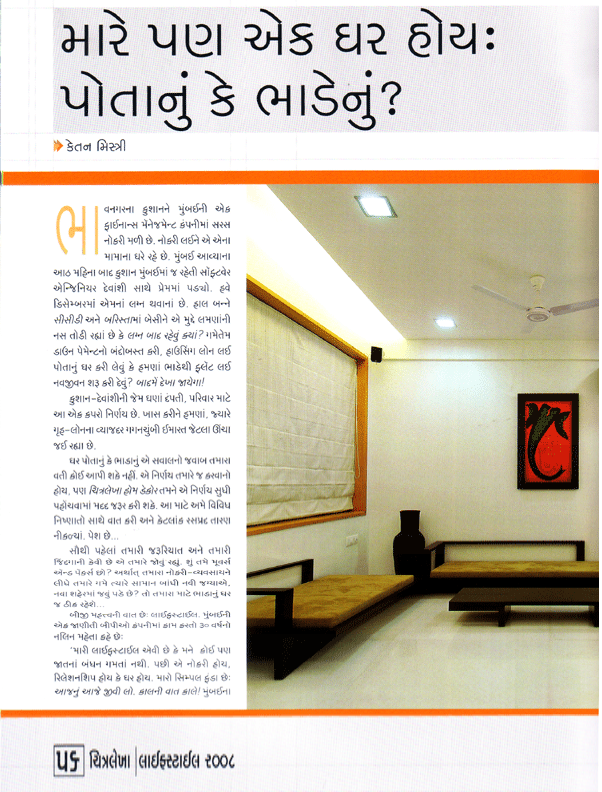 મારે પણ એક ઘર હોયઃ
પોતાનું કે ભાડેનું?
કેતન મિસ્ત્રી
ભાવનગરના કુશાનને મુંબઈની એક
ફાઈનાન્સ મેનેજમેન્ટ કંપનીમાં સરસ
નોકરી મળી છે. નોકરી લઈને એ એના
મામાના ઘરે રહે છે. મુંબઈ આવ્યાના
આઠ મહિના બાદ કુશાન મુંબઈમાં જ રહેતી સૉફ્ટવેર
એન્જિનિયર દેવાંશી સાથે પ્રેમમાં પડ્યો. હવે
ડિસેમ્બરમાં એમનાં લગ્ન થવાનાં છે. હાલ બન્ને
સીસીડી અને બરિસ્તામાં બેસીને એ મુદ્દે લમણાંની
નસ તોડી રહ્યાં છે કે લગ્ન બાદ રહેવું ક્યાં? ગમેતેમ
ડાઉન પેમેન્ટનો બંદોબસ્ત કરી, હાઉસિંગ લોન લઈ
પોતાનું ઘર કરી લેવું કે હમણાં ભાડેથી ફ્લેટ લઈ
નવજીવન શરૂ કરી દેવું? બાદમેં દેખા જાયેગા!
કુશાન-દેવાંશીની જેમ ઘણાં દંપતી, પરિવાર માટે
આ એક કપરો નિર્ણય છે. ખાસ કરીને હમણાં, જ્યારે
ગૃહ-લોનના વ્યાજદર ગગનચુંબી ઈમારત જેટલા ઊંચા
જઈ રહ્યા છે.
ઘર પોતાનું કે ભાડાનું એ સવાલનો જવાબ તમારા
વતી કોઈ આપી શકે નહીં. એ નિર્ણય તમારે જ કરવાનો
હોય, પણ ચિત્રલેખા હોમ ડેકોર તમને એ નિર્ણય સુધી
પહોંચવામાં મદદ જરૂર કરી શકે. આ માટે અમે વિવિધ
નિષ્ણાતો સાથે વાત કરી અને કેટલાંક રસપ્રદ તારણ
નીકળ્યાં. પેશ છે...
સૌથી પહેલાં તમારી જરૂરિયાત અને તમારી
જિંદગાની કેવી છે એ તમારે જોવું રહ્યું. શું તમે મૂવર્સ
એન્ડ પૅકર્સ છો? અર્થાત્ તમારા નોકરી-વ્યવસાયને
લીધે તમારે ગમે ત્યારે સામાન બાંધી નવી જગ્યાએ,
નવા શહેરમાં જવું પડે છે? તો તમારા માટે ભાડાનું ઘર
જ ઠીક રહેશે...
બીજી મહત્ત્વની વાત છેઃ લાઈફસ્ટાઈલ. મુંબઈની
એક જાણીતી બીપીઓ કંપનીમાં કામ કરતો ૩૦ વર્ષનો
નલિન મહેતા કહે છેઃ
'મારી લાઈફસ્ટાઈલ એવી છે કે મને કોઈ પણ
જાતનાં બંધન ગમતાં નથી. પછી એ નોકરી હોય,
રિલેશનશિપ હોય કે ઘર હોય. મારો સિમ્પલ ફંડા છેઃ
આજનું આજે જીવી લો. કાલની વાત કાલે! મુંબઈના
૫૬ ચિત્રલેખા લાઈફસ્ટાઈલ ૨૦૦૮